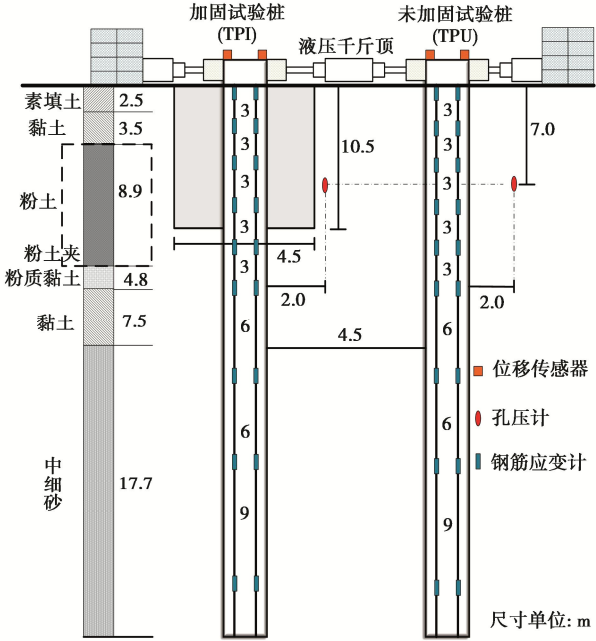 加固试验桩
(TPI)
未加固试验桩
(TPU)
液压千斤顶
素填土
2.5
黏土
3.5
粉土
8.9
粉土夹
粉质黏土
4.8
黏土
7.5
中细砂
17.7
3
3
3
3
3
6
6
9
10.5
4.5
2.0
4.5
3
3
3
3
3
6
6
9
7.0
2.0
位移传感器
孔压计
钢筋应变计
尺寸单位: m